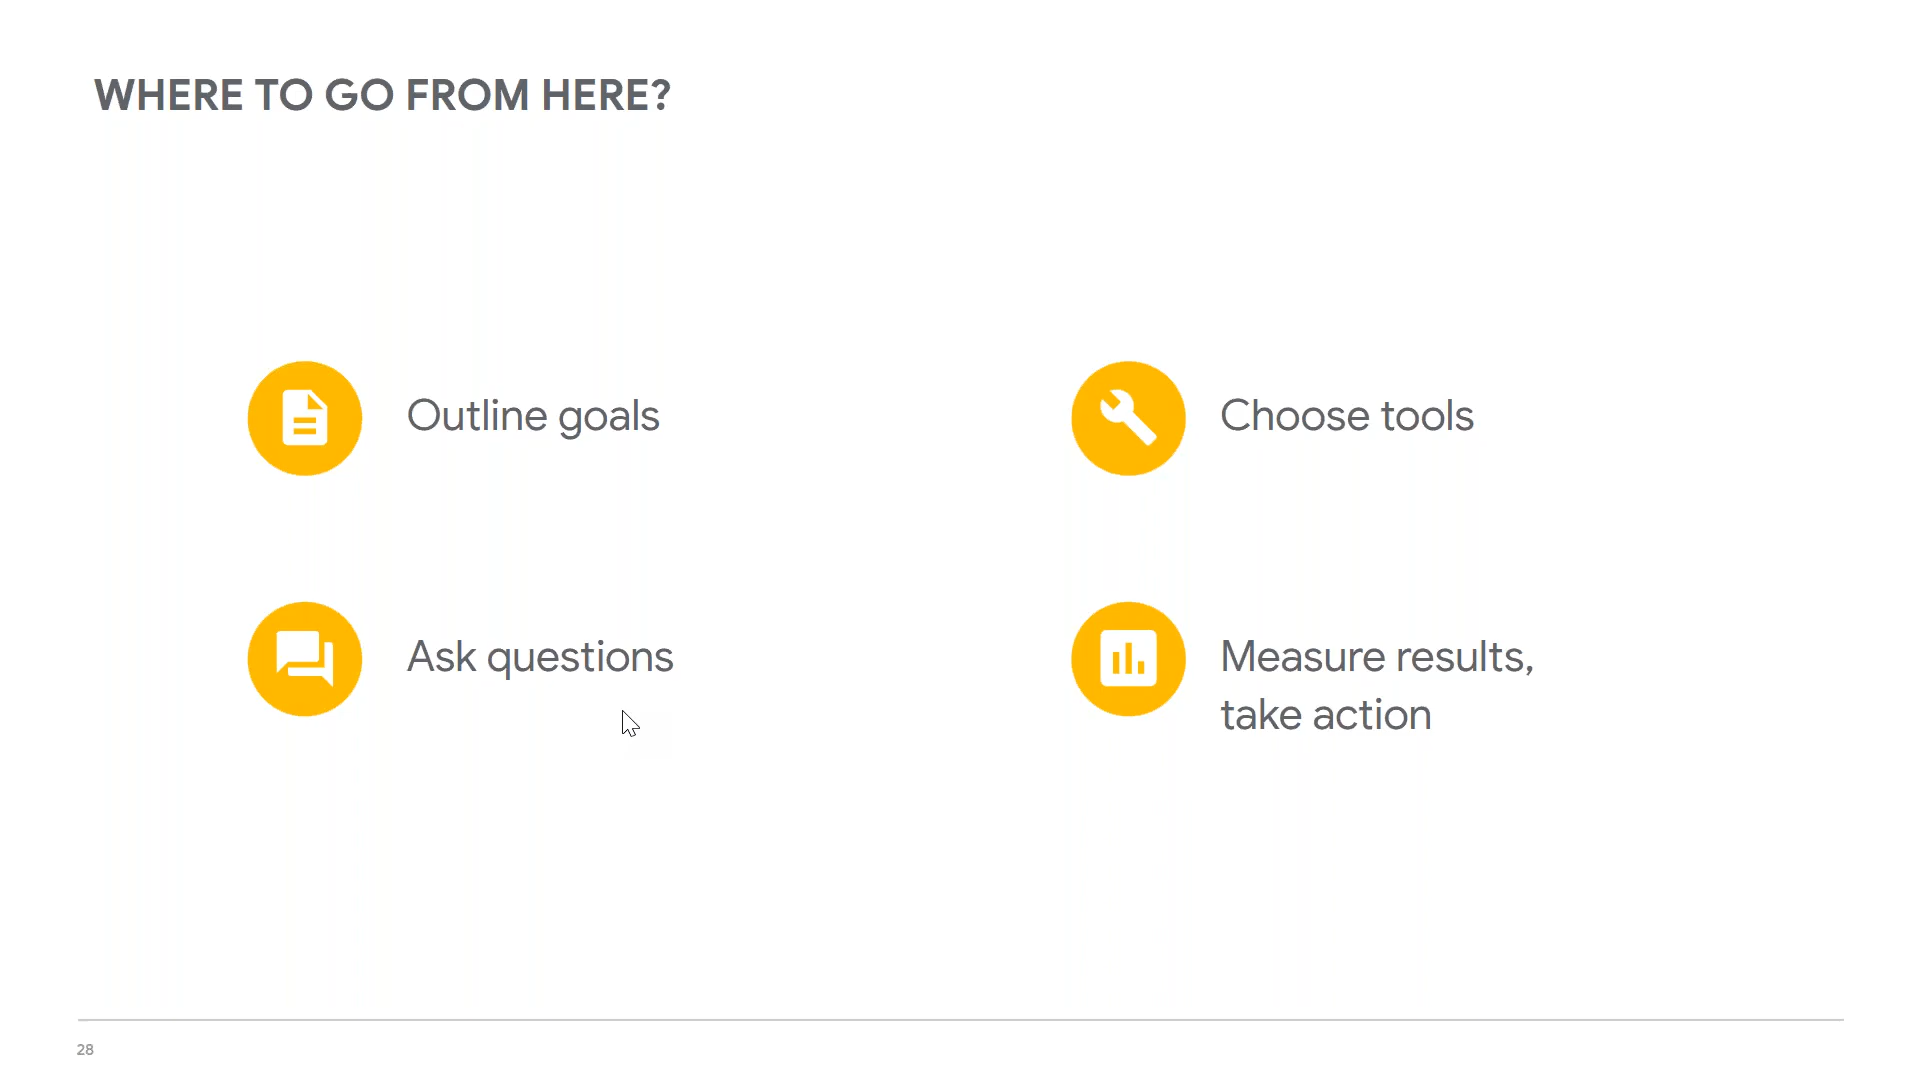 WHERE TO GO FROM HERE?
Outline goals
Choose tools
Ask questions
Measure results,
take action
28